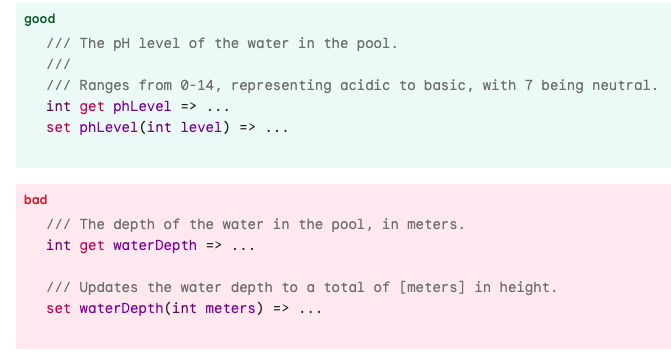 good
/// The pH level of the water in the pool.
///
/// Ranges from 0-14, representing acidic to basic, with 7 being neutral.
int get phLevel => ...
set phLevel(int level) => ...
bad
/// The depth of the water in the pool, in meters.
int get waterDepth => ...
/// Updates the water depth to a total of [meters] in height.
set waterDepth(int meters) => ...